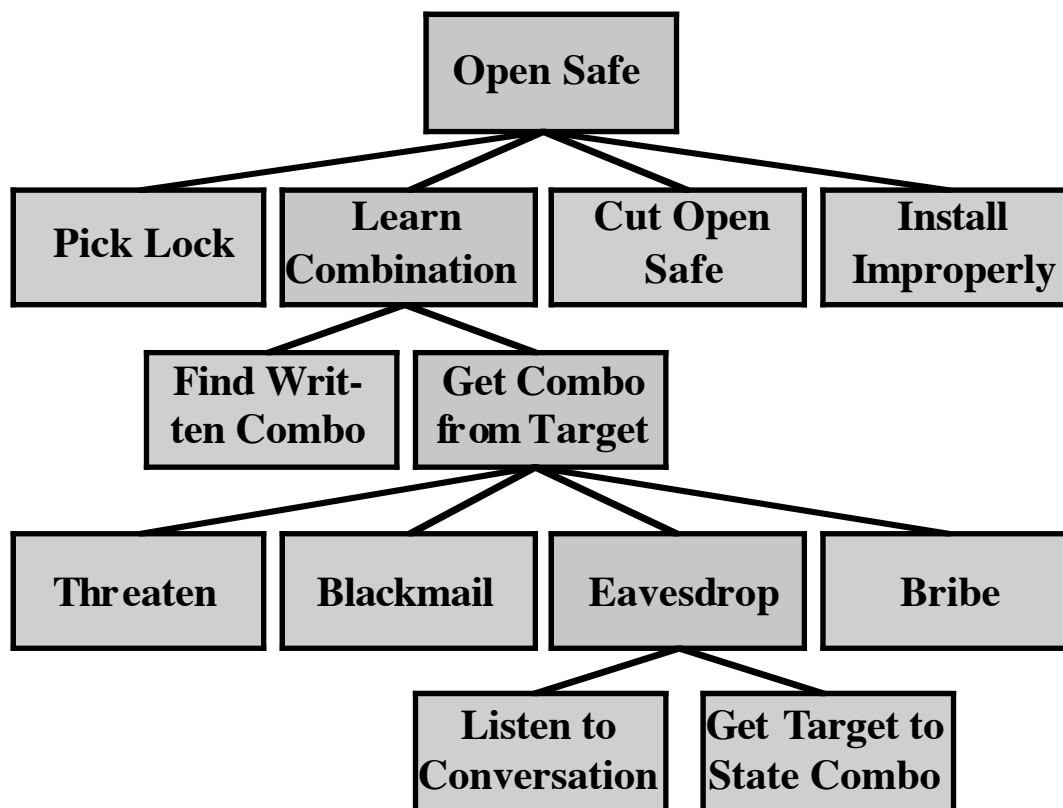 Open Safe
Pick Lock
Learn
Combination
Cut Open
Safe
Install
Improperly
Find Writ-
ten Combo
Get Combo
from Target
Threaten
Blackmail
Eavesdrop
Bribe
Listen to
Conversation
Get Target to
State Combo